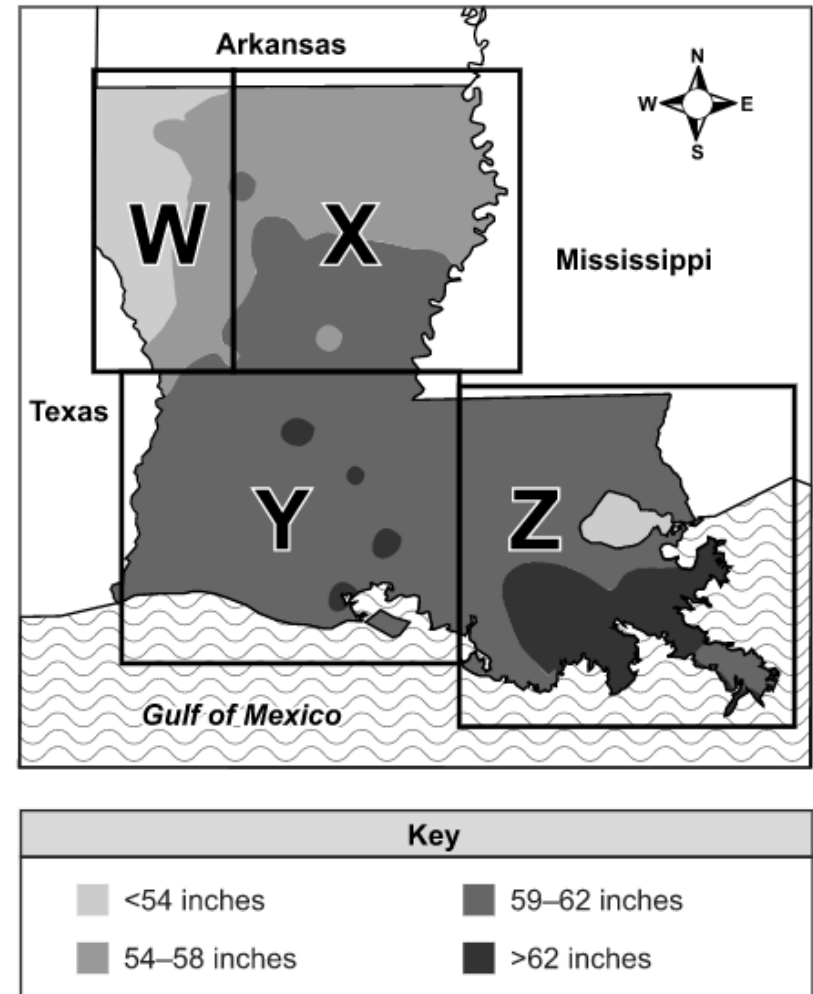 Arkansas
N
W E
S
W X
Mississippi
Texas
Y Z
Gulf of Mexico
Key
<54 inches 59–62 inches
54–58 inches >62 inches